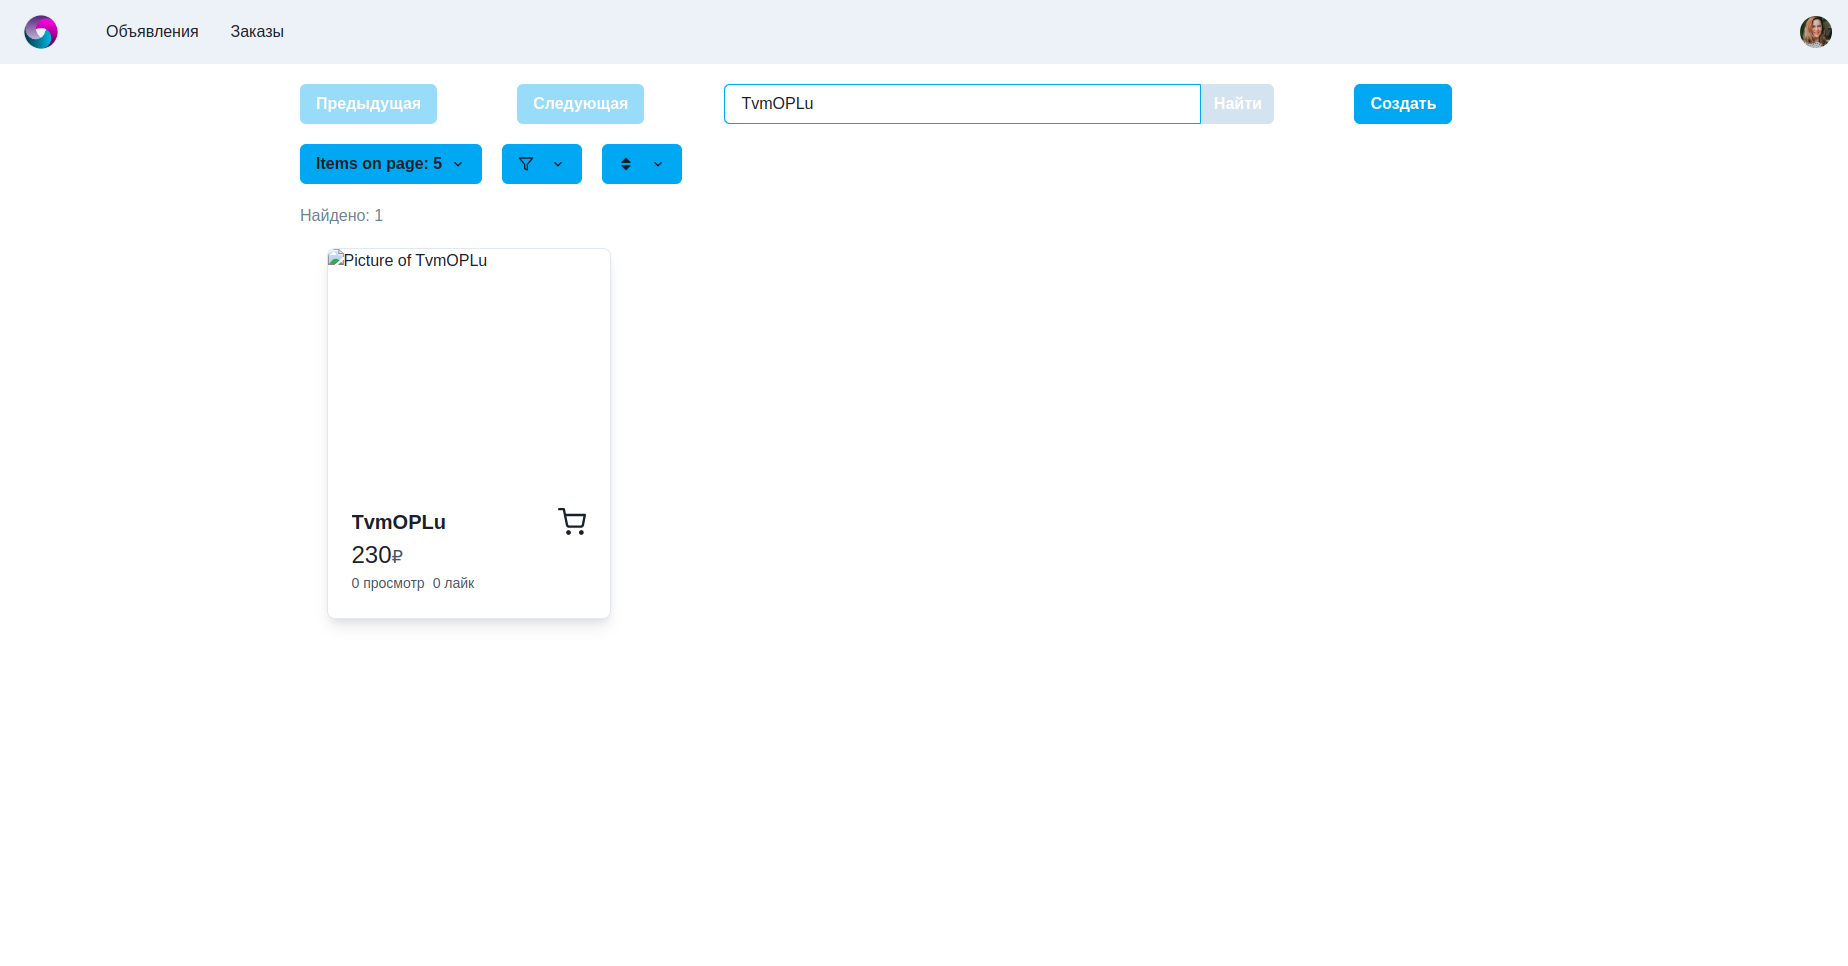 Объявления Заказы
Предыдущая Следующая TvmOPLu Найти Создать
Items on page: 5
Найдено: 1
Picture of TvmOPLu
TvmOPLu
230₽
0 просмотр 0 лайк